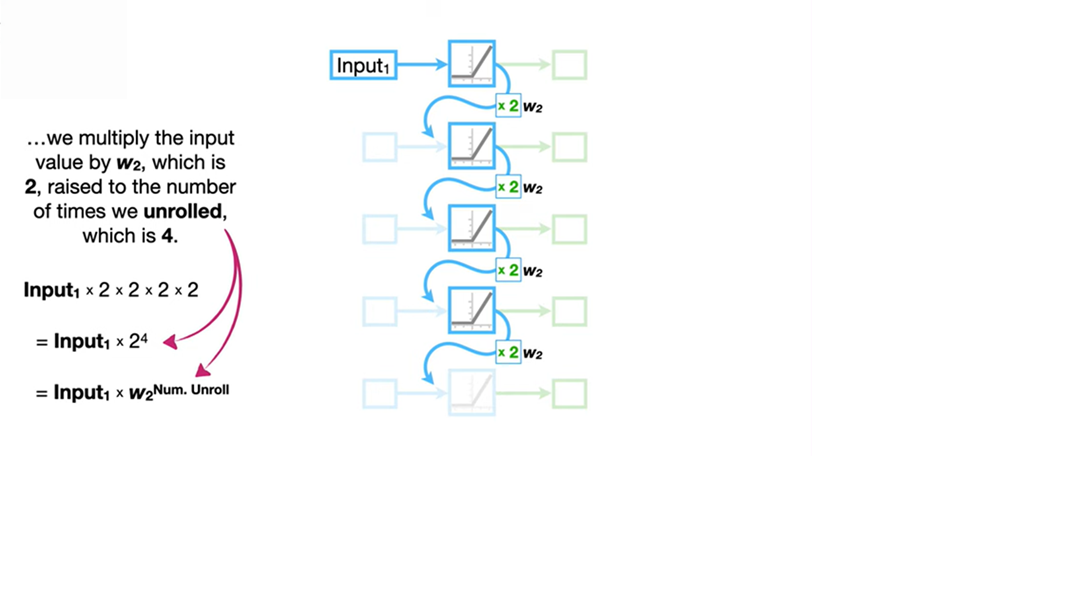 Input₁
x 2 w₂
…we multiply the input
value by w₂, which is
2, raised to the number
of times we unrolled,
which is 4.
x 2 w₂
Input₁ × 2 × 2 × 2 × 2
x 2 w₂
= Input₁ × 2⁴
x 2 w₂
= Input₁ × w₂Num. Unroll